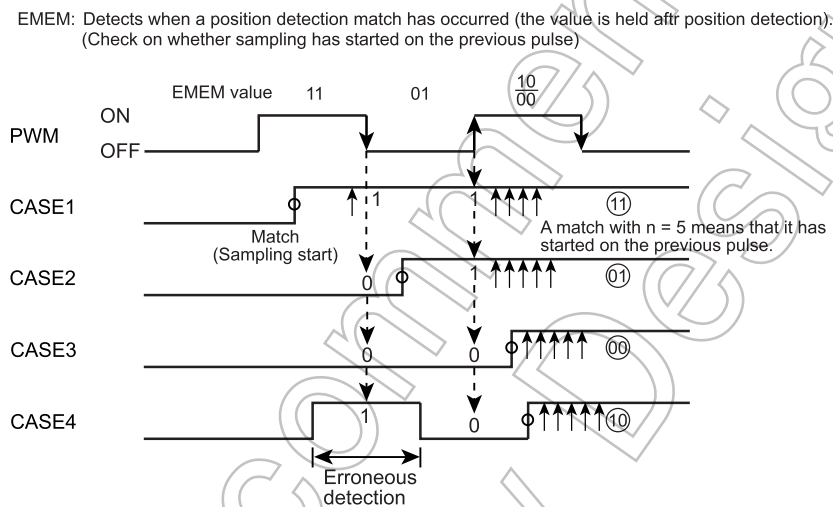 EMEM: Detects when a position detection match has occurred (the value is held aftr position detection).
(Check on whether sampling has started on the previous pulse)
EMEM value 11 01 10
00
PWM ON
OFF
CASE1 1 1 11
Match
(Sampling start)
A match with n = 5 means that it has
started on the previous pulse.
CASE2 0 1 01
CASE3 0 0 00
CASE4 1 0 10
Erroneous
detection